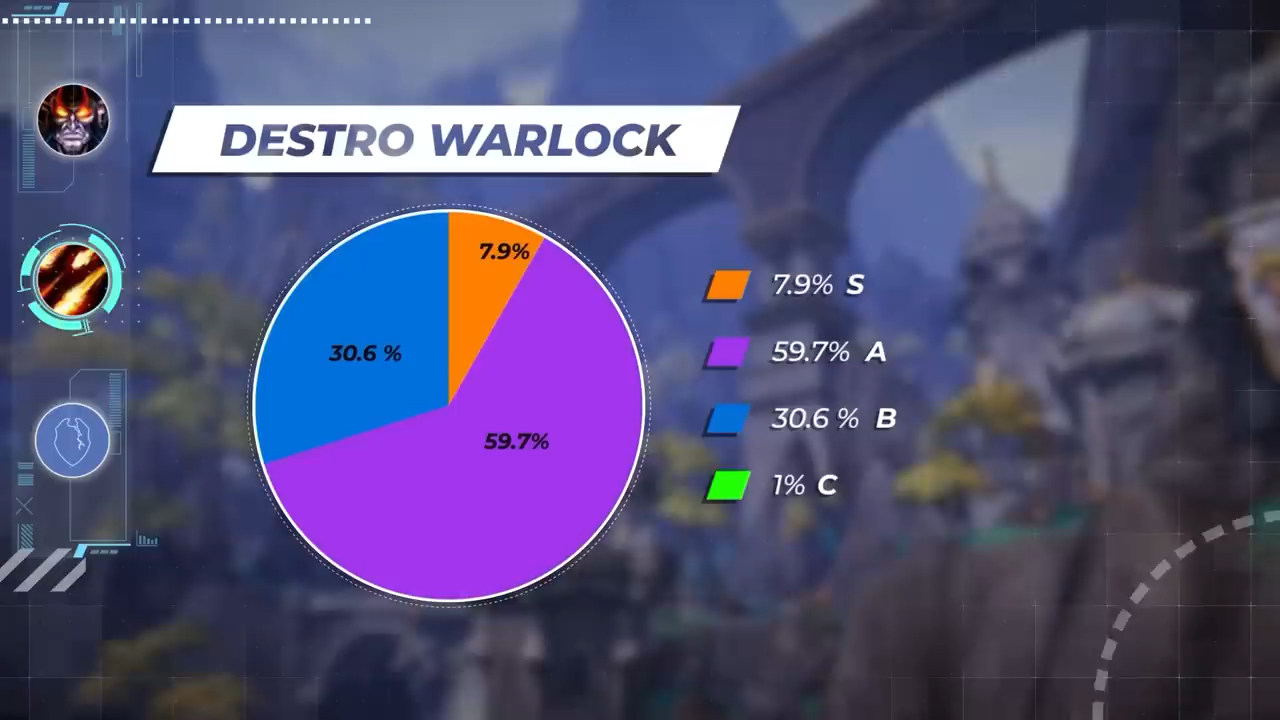 DESTRO WARLOCK
7.9%
30.6 %
59.7%
7.9% S
59.7% A
30.6 % B
1% C